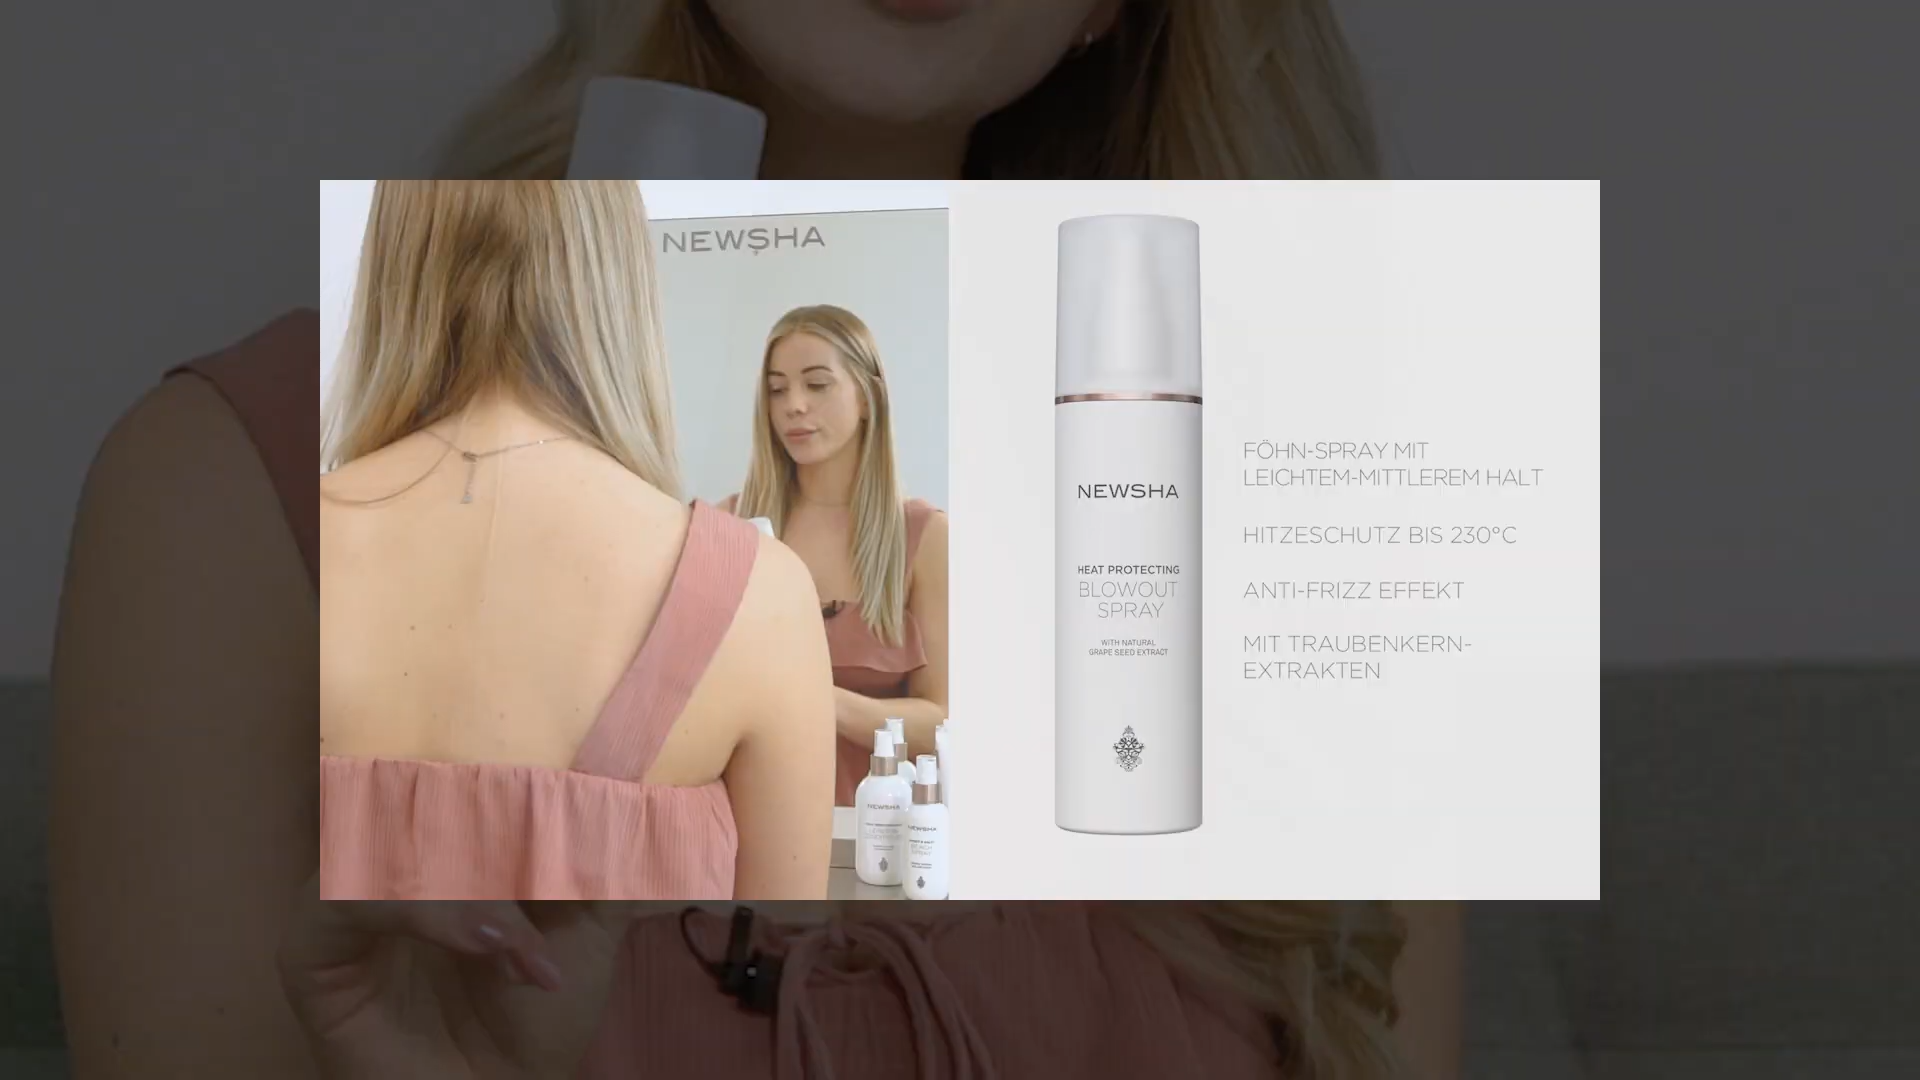 NEWSHA
NEWSHA
HEAT PROTECTING
BLOWOUT
SPRAY
WITH NATURAL
GRAPE SEED EXTRACT
FÖHN-SPRAY MIT
LEICHTEM-MITTLEREM HALT
HITZESCHUTZ BIS 230°C
ANTI-FRIZZ EFFEKT
MIT TRAUBENKERN-
EXTRAKTEN
NEWSHA
NEWSHA
SPRAY